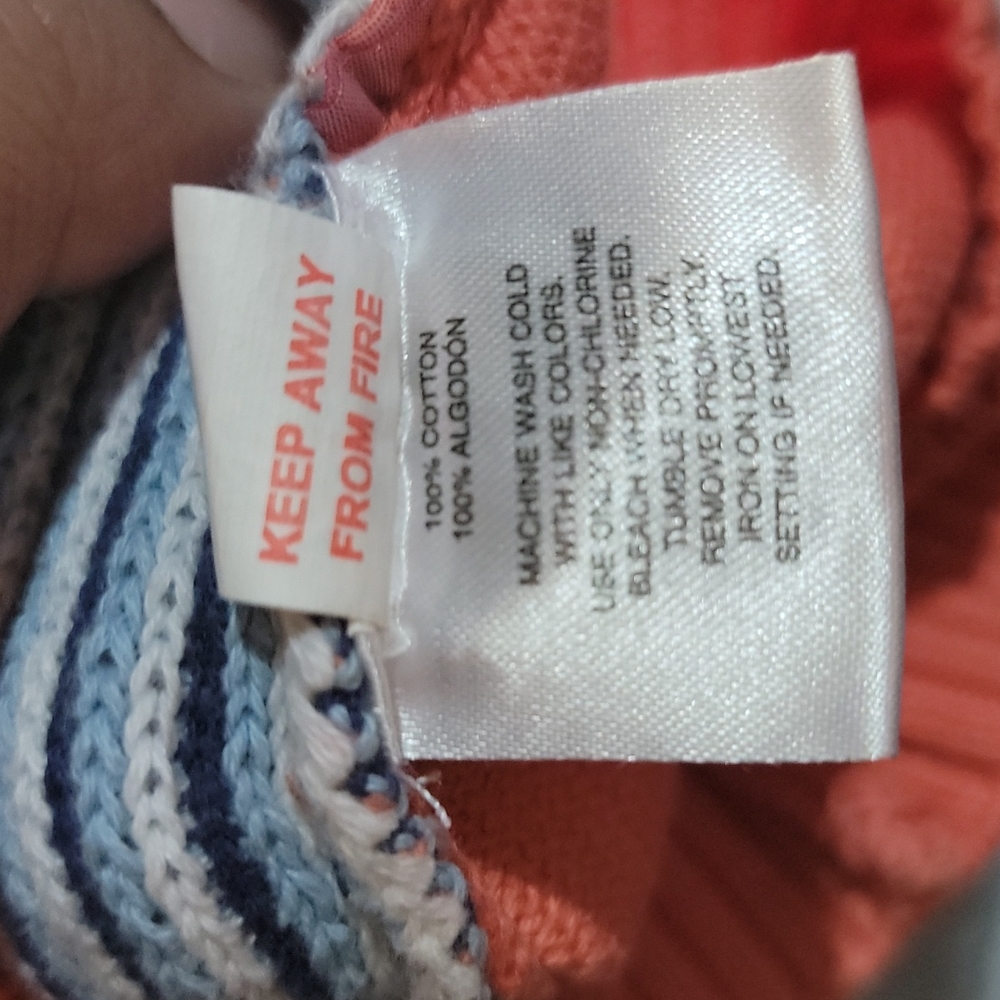 KEEP AWAY
FROM FIRE
100% COTTON
100% ALGODÓN
MACHINE WASH COLD
WITH LIKE COLORS.
USE ONLY NON-CHLORINE
BLEACH WHEN NEEDED.
TUMBLE DRY LOW.
REMOVE PROMPTLY.
IRON ON LOWEST
SETTING IF NEEDED.